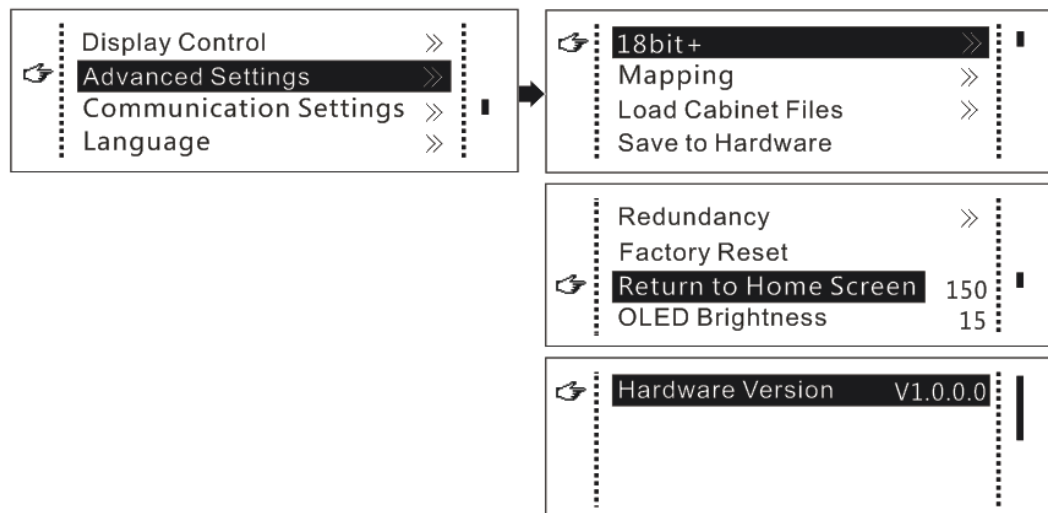 Display Control »
Advanced Settings »
Communication Settings »
Language »
18bit+ »
Mapping »
Load Cabinet Files »
Save to Hardware
Redundancy »
Factory Reset
Return to Home Screen 150
OLED Brightness 15
Hardware Version V1.0.0.0